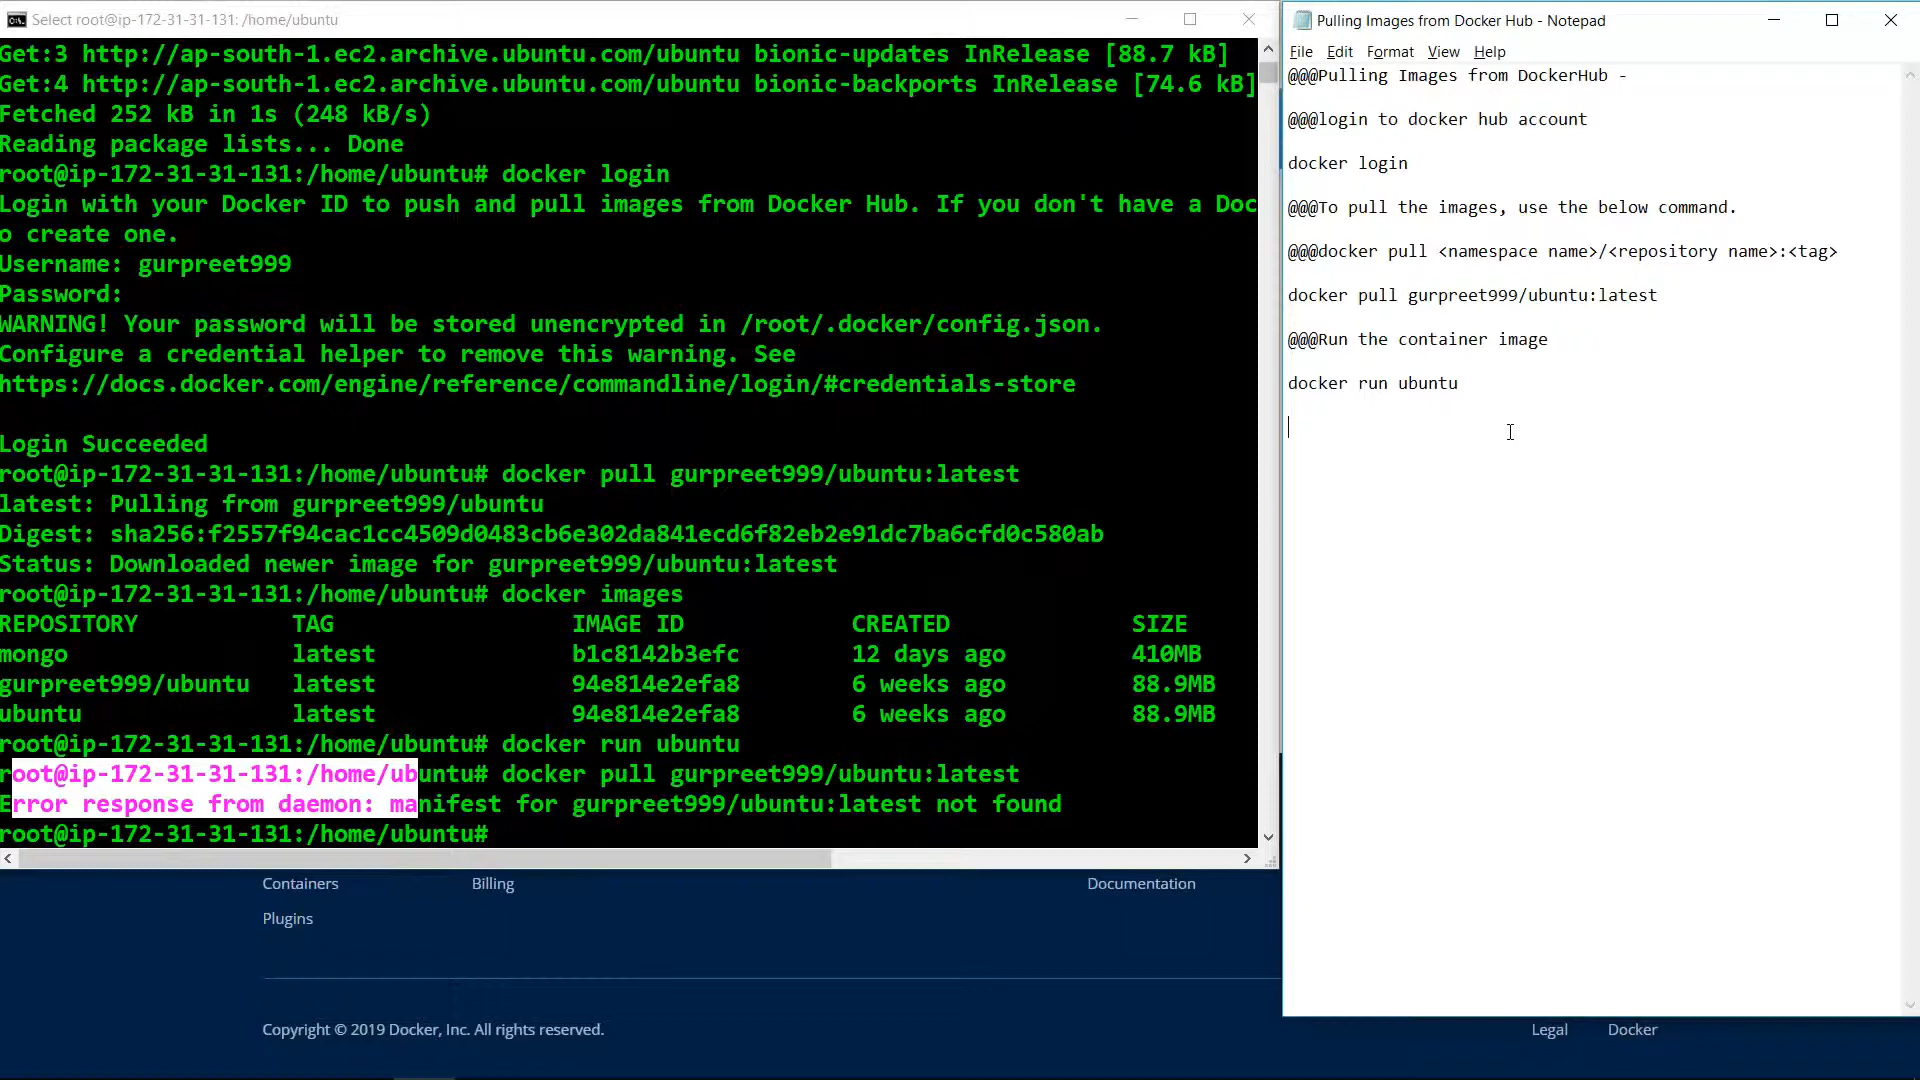 Select root@ip-172-31-31-131: /home/ubuntu
Get:3 http://ap-south-1.ec2.archive.ubuntu.com/ubuntu bionic-updates InRelease [88.7 kB]
Get:4 http://ap-south-1.ec2.archive.ubuntu.com/ubuntu bionic-backports InRelease [74.6 kB]
Fetched 252 kB in 1s (248 kB/s)
Reading package lists... Done
root@ip-172-31-31-131:/home/ubuntu# docker login
Login with your Docker ID to push and pull images from Docker Hub. If you don't have a Doc
o create one.
Username: gurpreet999
Password:
WARNING! Your password will be stored unencrypted in /root/.docker/config.json.
Configure a credential helper to remove this warning. See
https://docs.docker.com/engine/reference/commandline/login/#credentials-store
Login Succeeded
root@ip-172-31-31-131:/home/ubuntu# docker pull gurpreet999/ubuntu:latest
latest: Pulling from gurpreet999/ubuntu
Digest: sha256:f2557f94cac1cc4509d0483cb6e302da841ecd6f82eb2e91dc7ba6cfd0c580ab
Status: Downloaded newer image for gurpreet999/ubuntu:latest
root@ip-172-31-31-131:/home/ubuntu# docker images
REPOSITORY TAG IMAGE ID CREATED SIZE
mongo latest b1c8142b3efc 12 days ago 410MB
gurpreet999/ubuntu latest 94e814e2efa8 6 weeks ago 88.9MB
ubuntu latest 94e814e2efa8 6 weeks ago 88.9MB
root@ip-172-31-31-131:/home/ubuntu# docker run ubuntu
root@ip-172-31-31-131:/home/ubuntu# docker pull gurpreet999/ubuntu:latest
Error response from daemon: manifest for gurpreet999/ubuntu:latest not found
root@ip-172-31-31-131:/home/ubuntu#
Pulling Images from Docker Hub - Notepad
File Edit Format View Help
@@@Pulling Images from DockerHub -
@@@login to docker hub account
docker login
@@@To pull the images, use the below command.
@@@docker pull <namespace name>/<repository name>:<tag>
docker pull gurpreet999/ubuntu:latest
@@@Run the container image
docker run ubuntu
Containers Billing Documentation
Plugins
Copyright © 2019 Docker, Inc. All rights reserved. Legal Docker